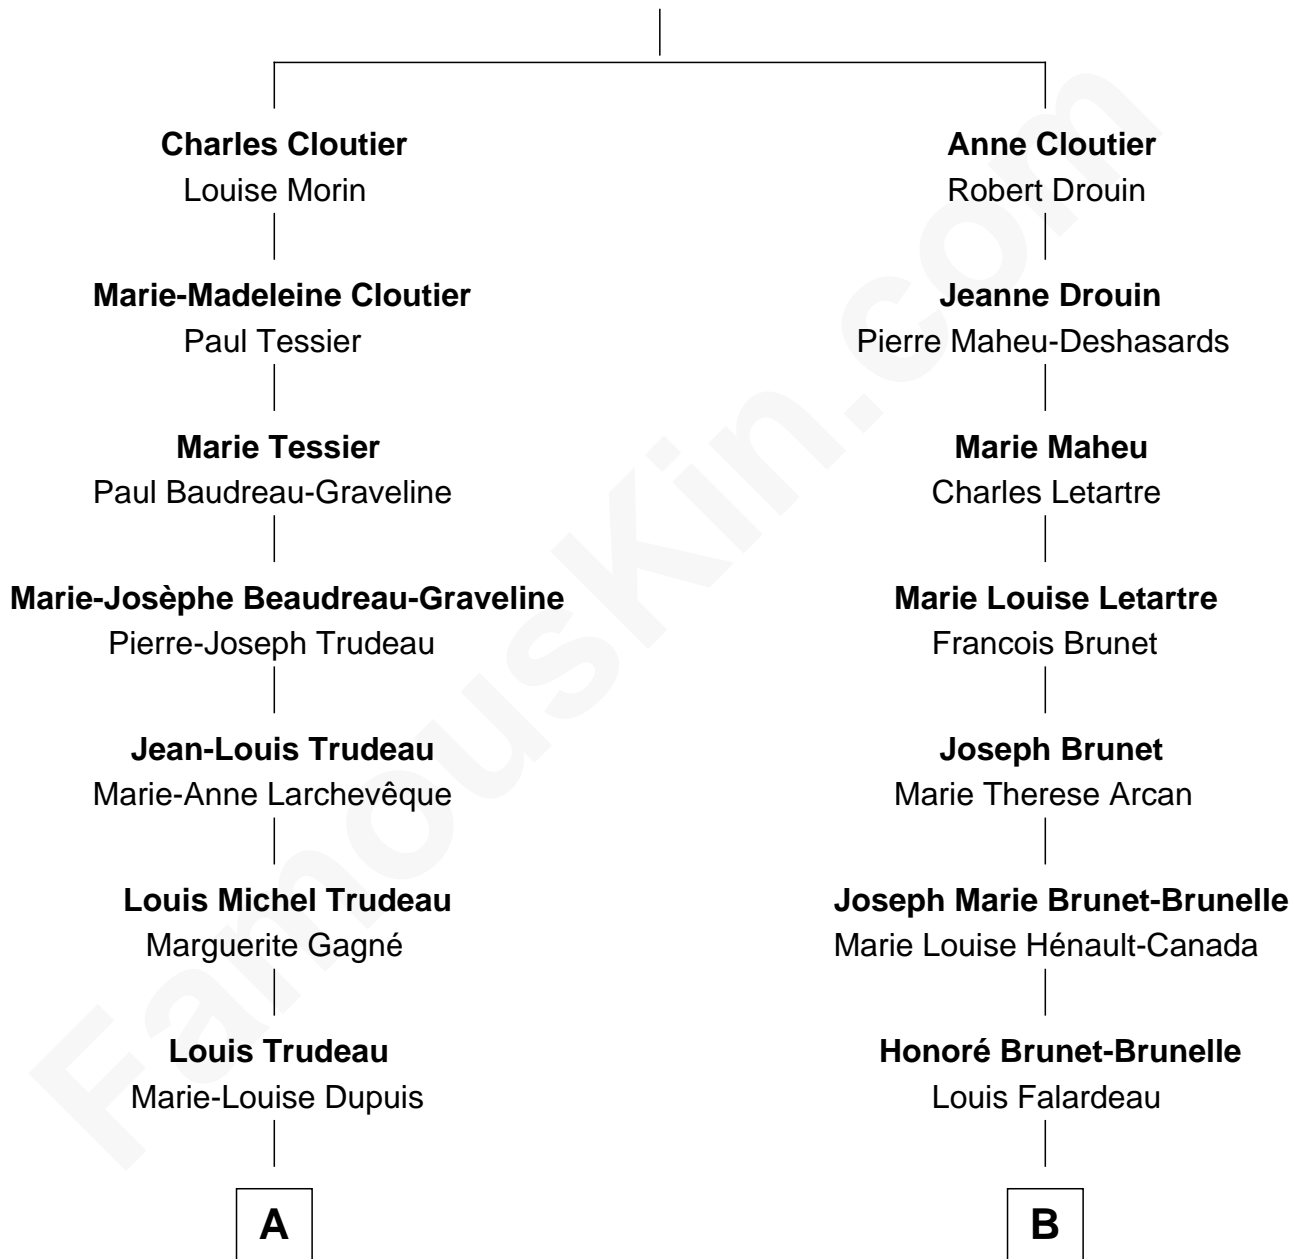 Charles Cloutier
Louise Morin
Marie-Madeleine Cloutier
Paul Tessier
Marie Tessier
Paul Baudreau-Graveline
Marie-Josèphe Beaudreau-Graveline
Pierre-Joseph Trudeau
Jean-Louis Trudeau
Marie-Anne Larchevêque
Louis Michel Trudeau
Marguerite Gagné
Louis Trudeau
Marie-Louise Dupuis
A
Anne Cloutier
Robert Drouin
Jeanne Drouin
Pierre Maheu-Deshasards
Marie Maheu
Charles Letartre
Marie Louise Letartre
Francois Brunet
Joseph Brunet
Marie Therese Arcan
Joseph Marie Brunet-Brunelle
Marie Louise Hénault-Canada
Honoré Brunet-Brunelle
Louis Falardeau
B
FamousKin.com